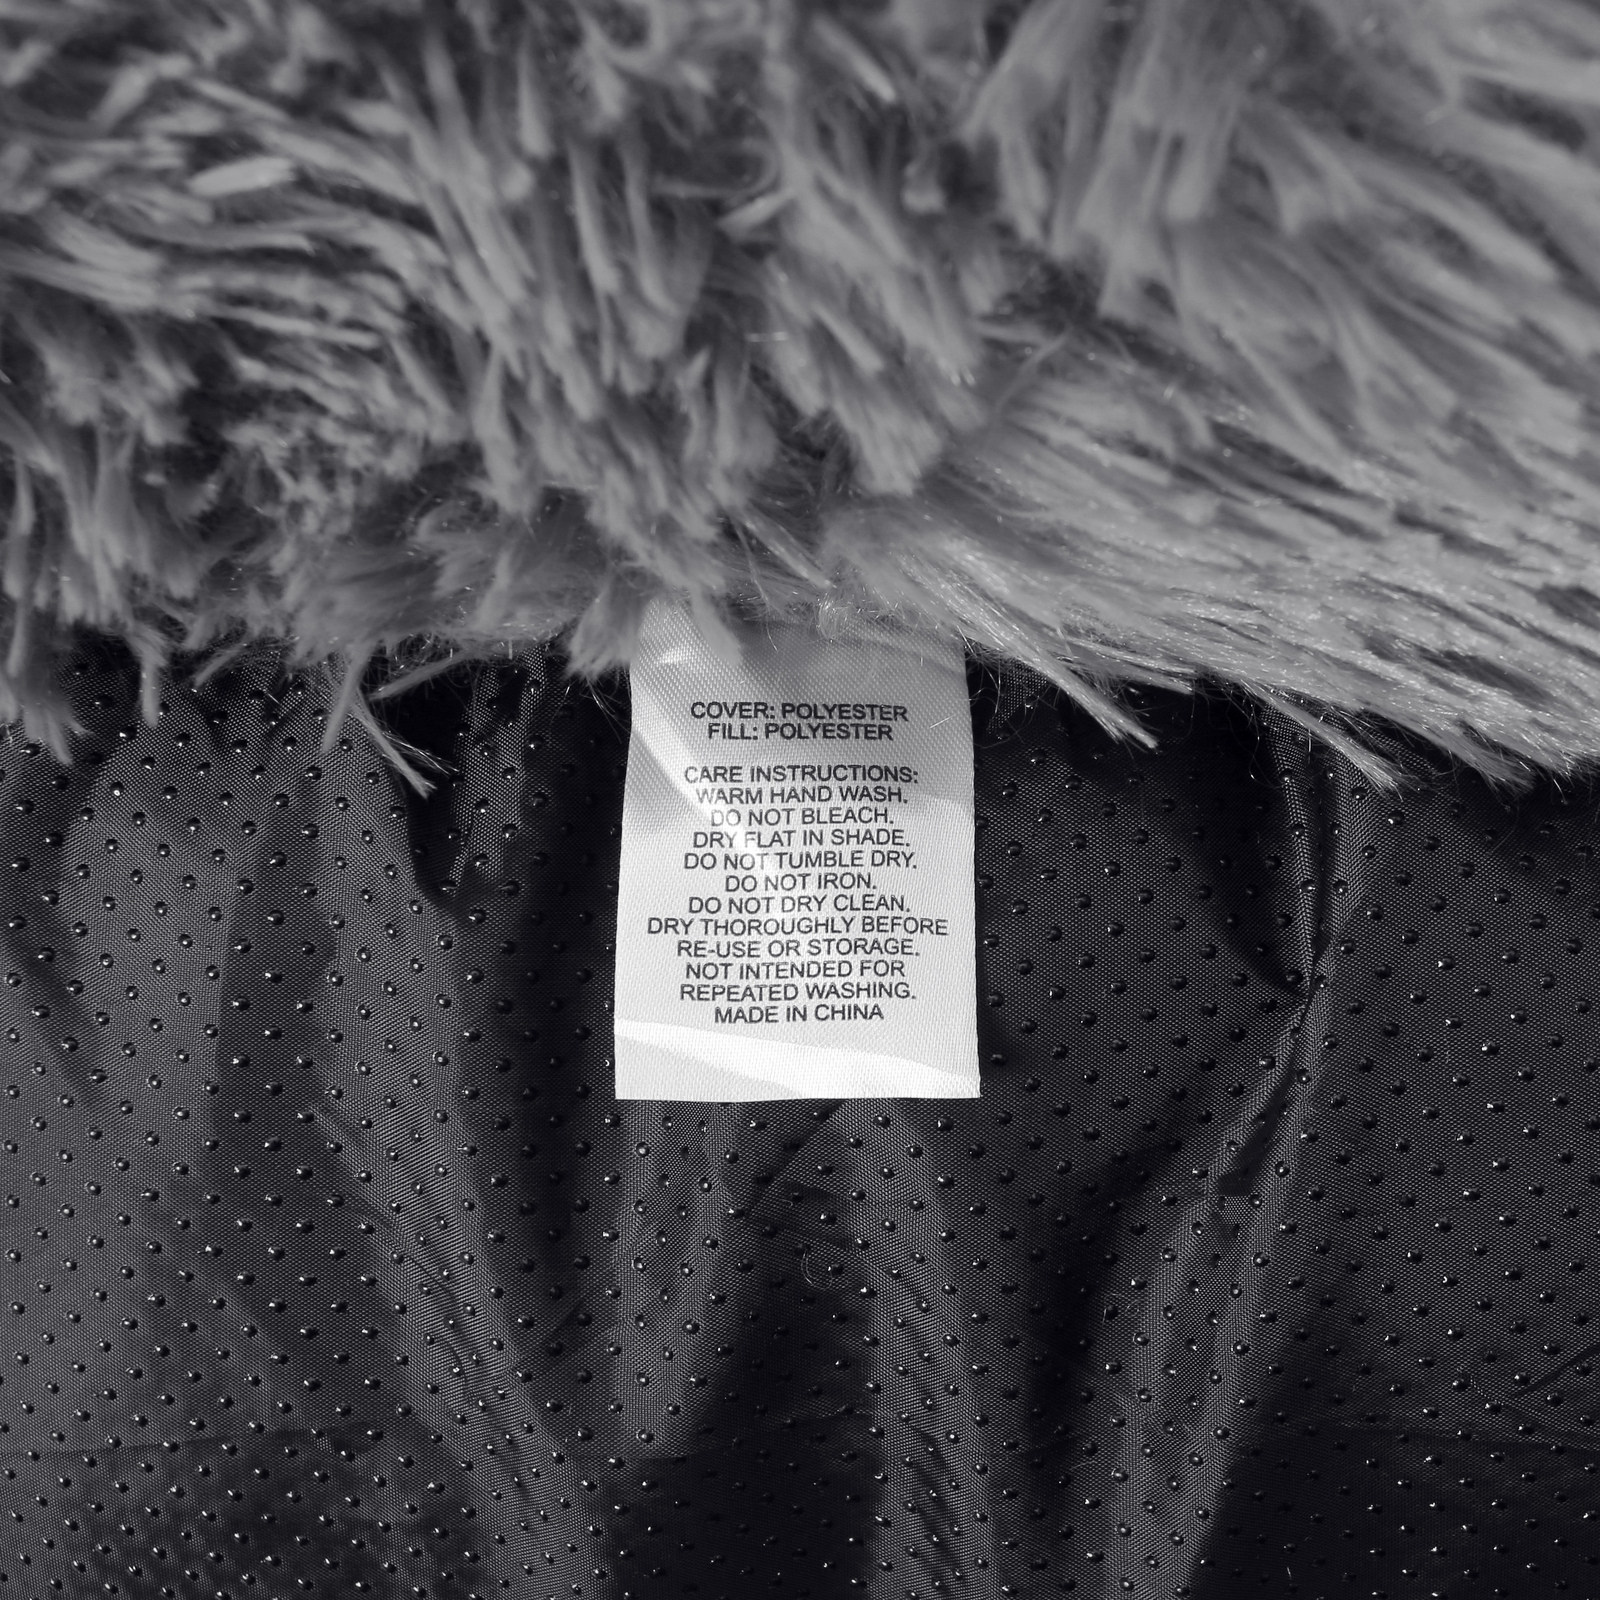 COVER: POLYESTER
FILL: POLYESTER
CARE INSTRUCTIONS:
WARM HAND WASH.
DO NOT BLEACH.
DRY FLAT IN SHADE.
DO NOT TUMBLE DRY.
DO NOT IRON.
DO NOT DRY CLEAN.
DRY THOROUGHLY BEFORE
RE-USE OR STORAGE.
NOT INTENDED FOR
REPEATED WASHING.
MADE IN CHINA